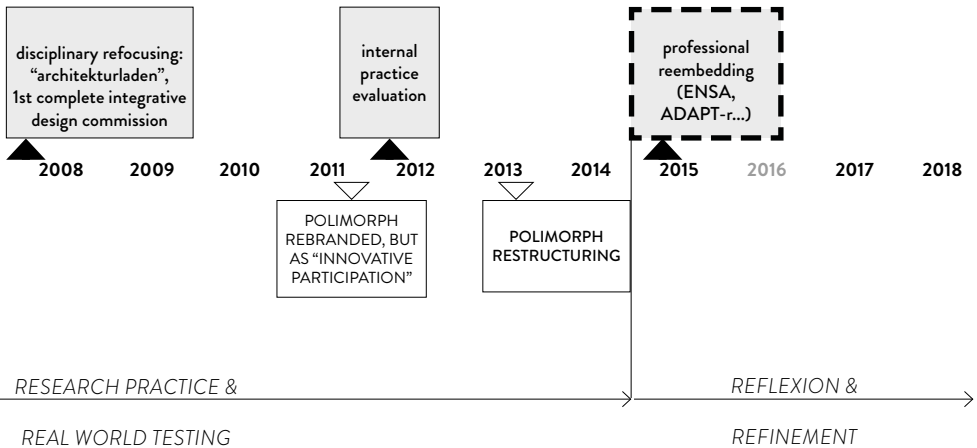 disciplinary refocusing:
“architekturladen”,
1st complete integrative
design commission
internal
practice
evaluation
professional
reembedding
(ENSA,
ADAPT-r...)
2008 2009 2010 2011 2012 2013 2014 2015 2016 2017 2018
POLIMORPH
REBRANDED, BUT
AS “INNOVATIVE
PARTICIPATION”
POLIMORPH
RESTRUCTURING
RESEARCH PRACTICE &
REAL WORLD TESTING
REFLEXION &
REFINEMENT